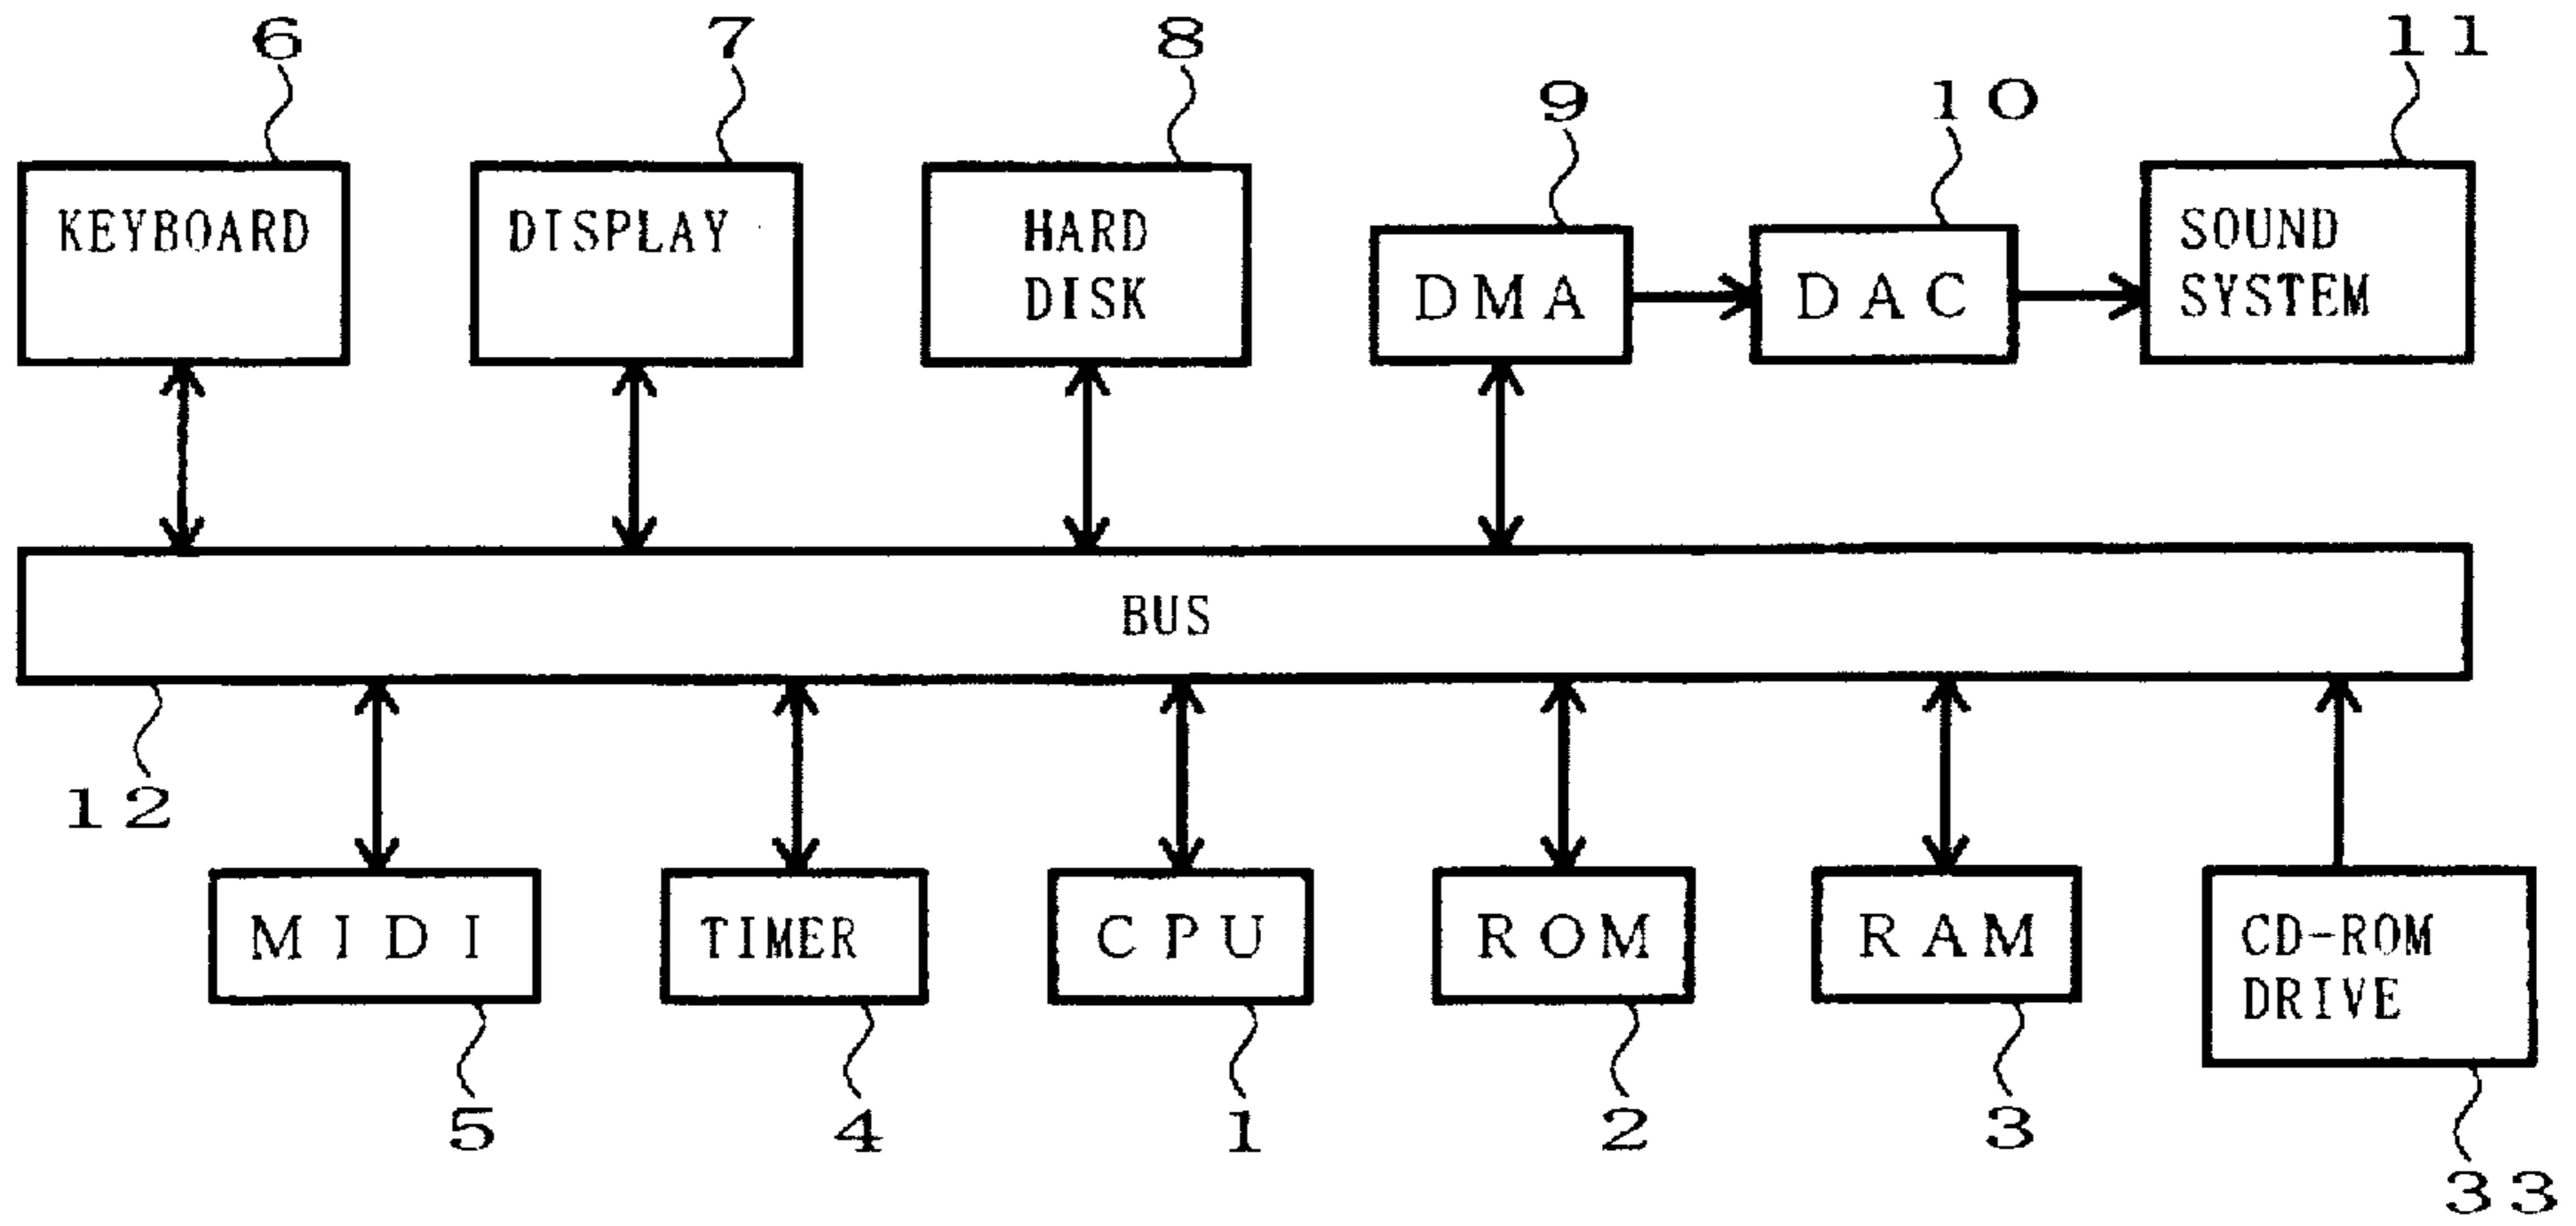 6
7
8
9
10
11
KEYBOARD
DISPLAY
HARD
DISK
DMA
DAC
SOUND
SYSTEM
BUS
12
MIDI
TIMER
CPU
ROM
RAM
CD-ROM
DRIVE
5
4
1
2
3
33